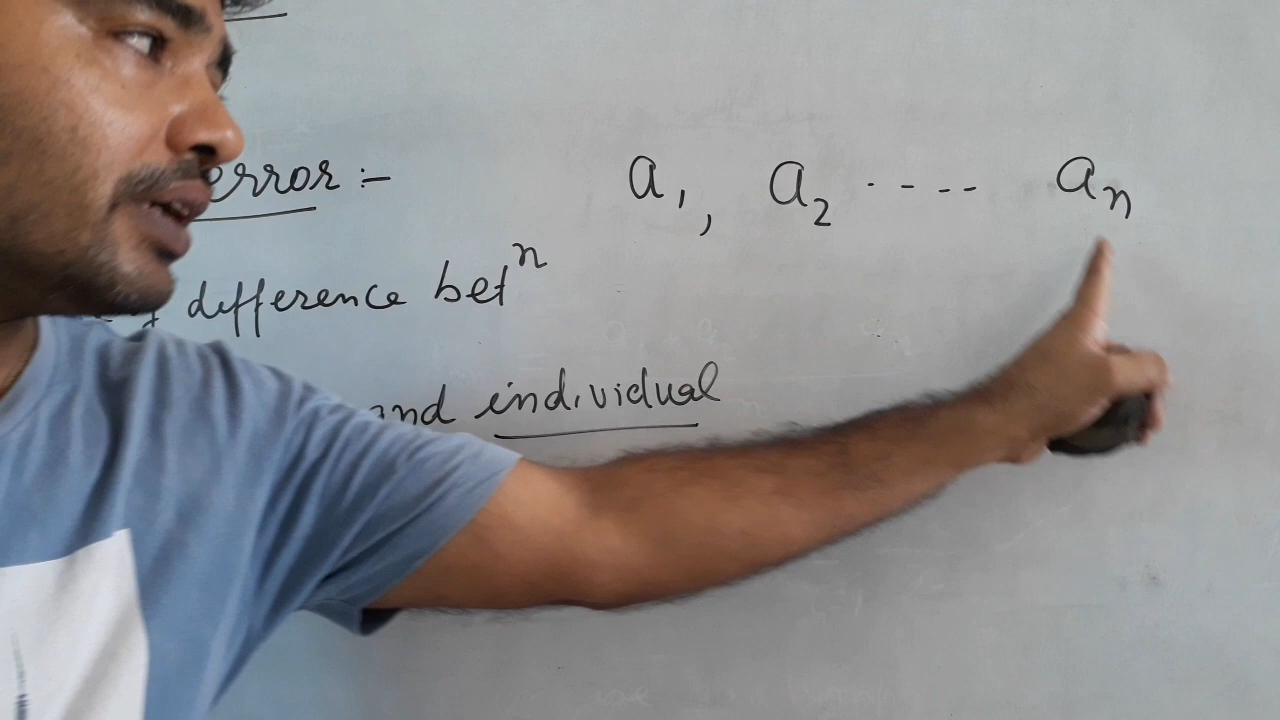 error :-
a₁, a₂ ---- aₙ
difference betⁿ
and individual